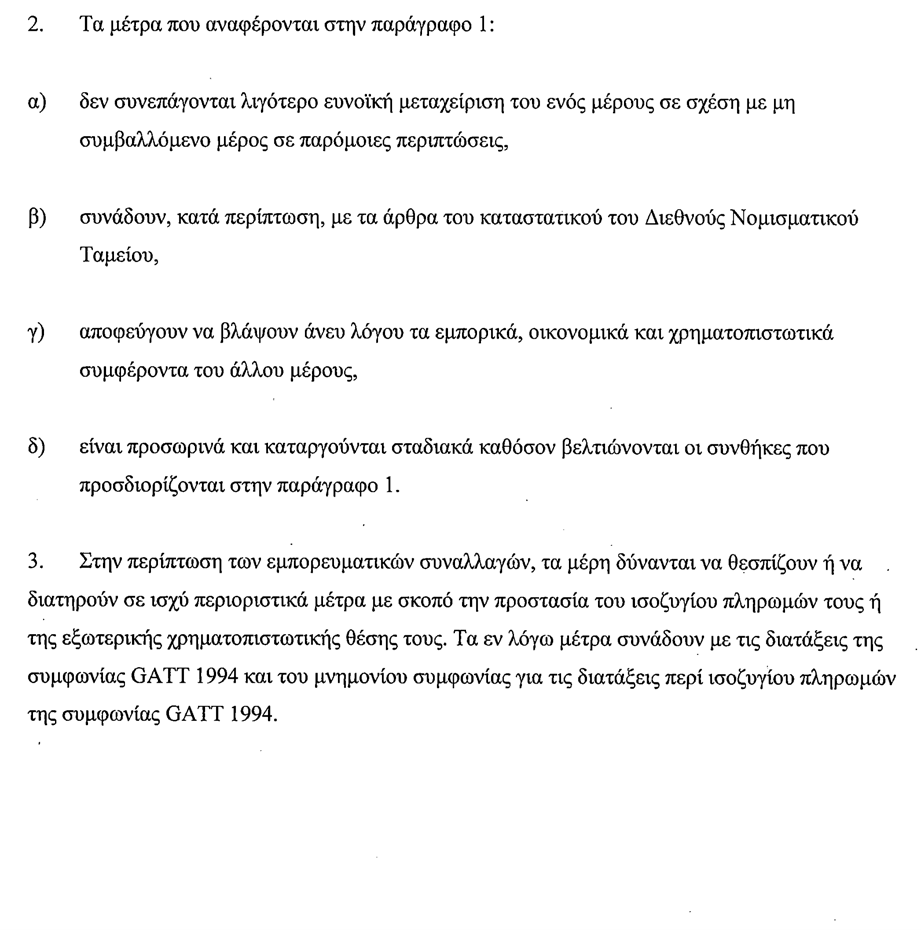 2. Τα μέτρα που αναφέρονται στην παράγραφο 1:
α) δεν συνεπάγονται λιγότερο ευνοϊκή μεταχείριση του ενός μέρους σε σχέση με μη
συμβαλλόμενο μέρος σε παρόμοιες περιπτώσεις,
β) συνάδουν, κατά περίπτωση, με τα άρθρα του καταστατικού του Διεθνούς Νομισματικού
Ταμείου,
γ) αποφεύγουν να βλάψουν άνευ λόγου τα εμπορικά, οικονομικά και χρηματοπιστωτικά
συμφέροντα του άλλου μέρους,
δ) είναι προσωρινά και καταργούνται σταδιακά καθόσον βελτιώνονται οι συνθήκες που
προσδιορίζονται στην παράγραφο 1.
3. Στην περίπτωση των εμπορευματικών συναλλαγών, τα μέρη δύνανται να θεσπίζουν ή να
διατηρούν σε ισχύ περιοριστικά μέτρα με σκοπό την προστασία του ισοζυγίου πληρωμών τους ή
της εξωτερικής χρηματοπιστωτικής θέσης τους. Τα εν λόγω μέτρα συνάδουν με τις διατάξεις της
συμφωνίας GATT 1994 και του μνημονίου συμφωνίας για τις διατάξεις περί ισοζυγίου πληρωμών
της συμφωνίας GATT 1994.